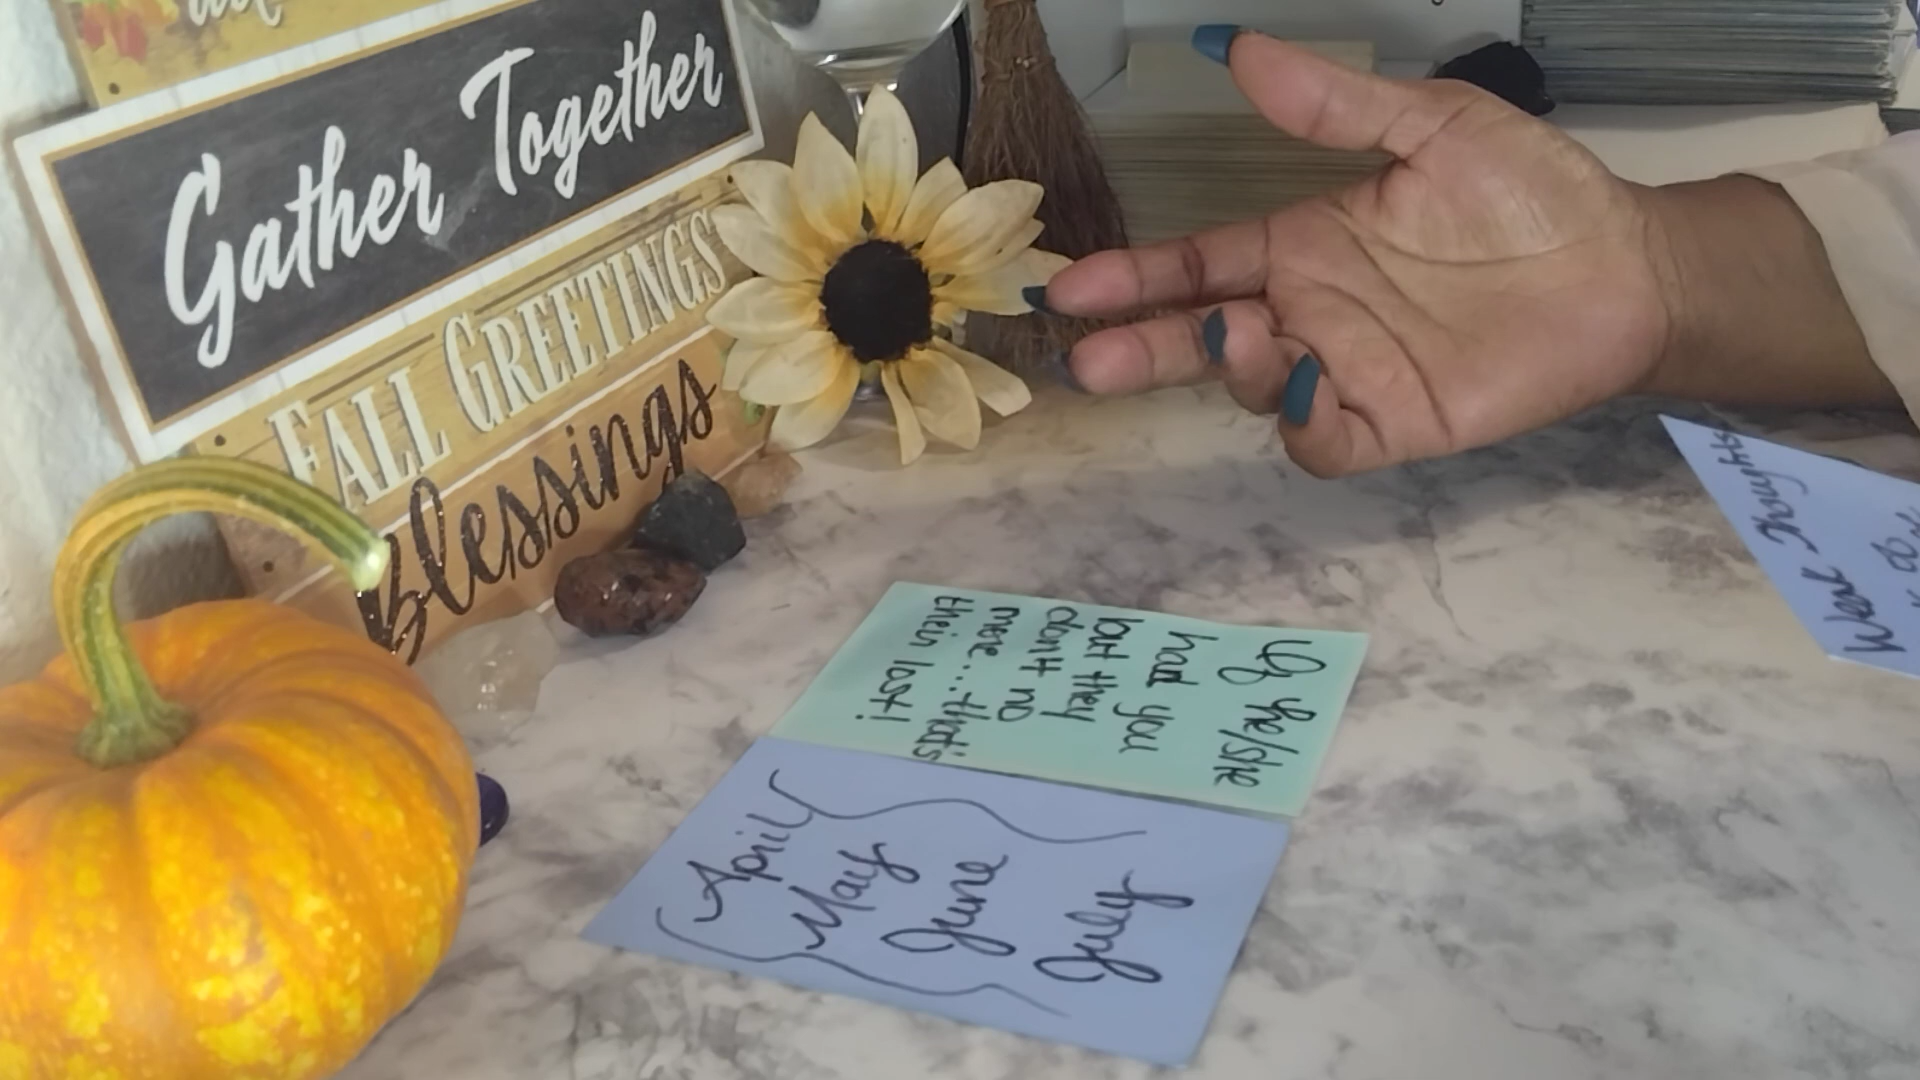 Gather Together
FALL GREETINGS
Blessings
If he/she
had you
but they
don't no
more... that's
their lost!
April
May
June
July
Weak Thoughts